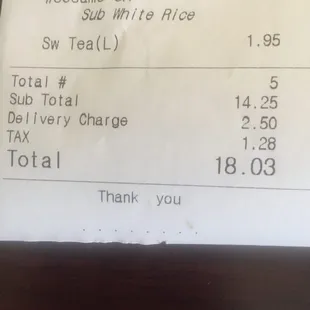 Sub White Rice
Sw Tea(L) 1.95
Total # 5
Sub Total 14.25
Delivery Charge 2.50
TAX 1.28
Total 18.03
Thank you
. . . . . . . .